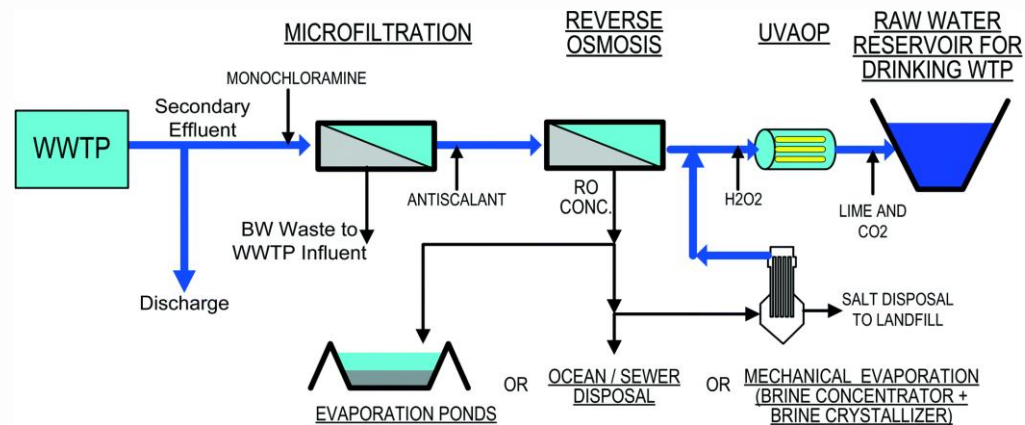 MICROFILTRATION
REVERSE
OSMOSIS
UVAOP
RAW WATER
RESERVOIR FOR
DRINKING WTP
MONOCHLORAMINE
Secondary
Effluent
WWTP
ANTISCALANT
RO
CONC.
H2O2
LIME AND
CO2
BW Waste to
WWTP Influent
Discharge
SALT DISPOSAL
TO LANDFILL
EVAPORATION PONDS
OR
OCEAN / SEWER
DISPOSAL
OR
MECHANICAL EVAPORATION
(BRINE CONCENTRATOR +
BRINE CRYSTALLIZER)